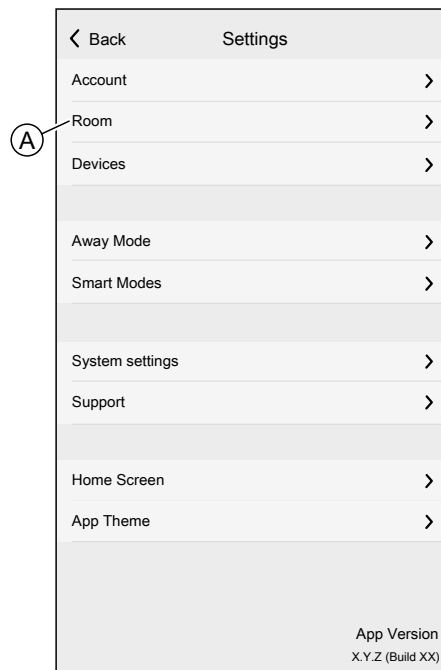 Back Settings
Account
A Room
Devices
Away Mode
Smart Modes
System settings
Support
Home Screen
App Theme
App Version
X.Y.Z (Build XX)